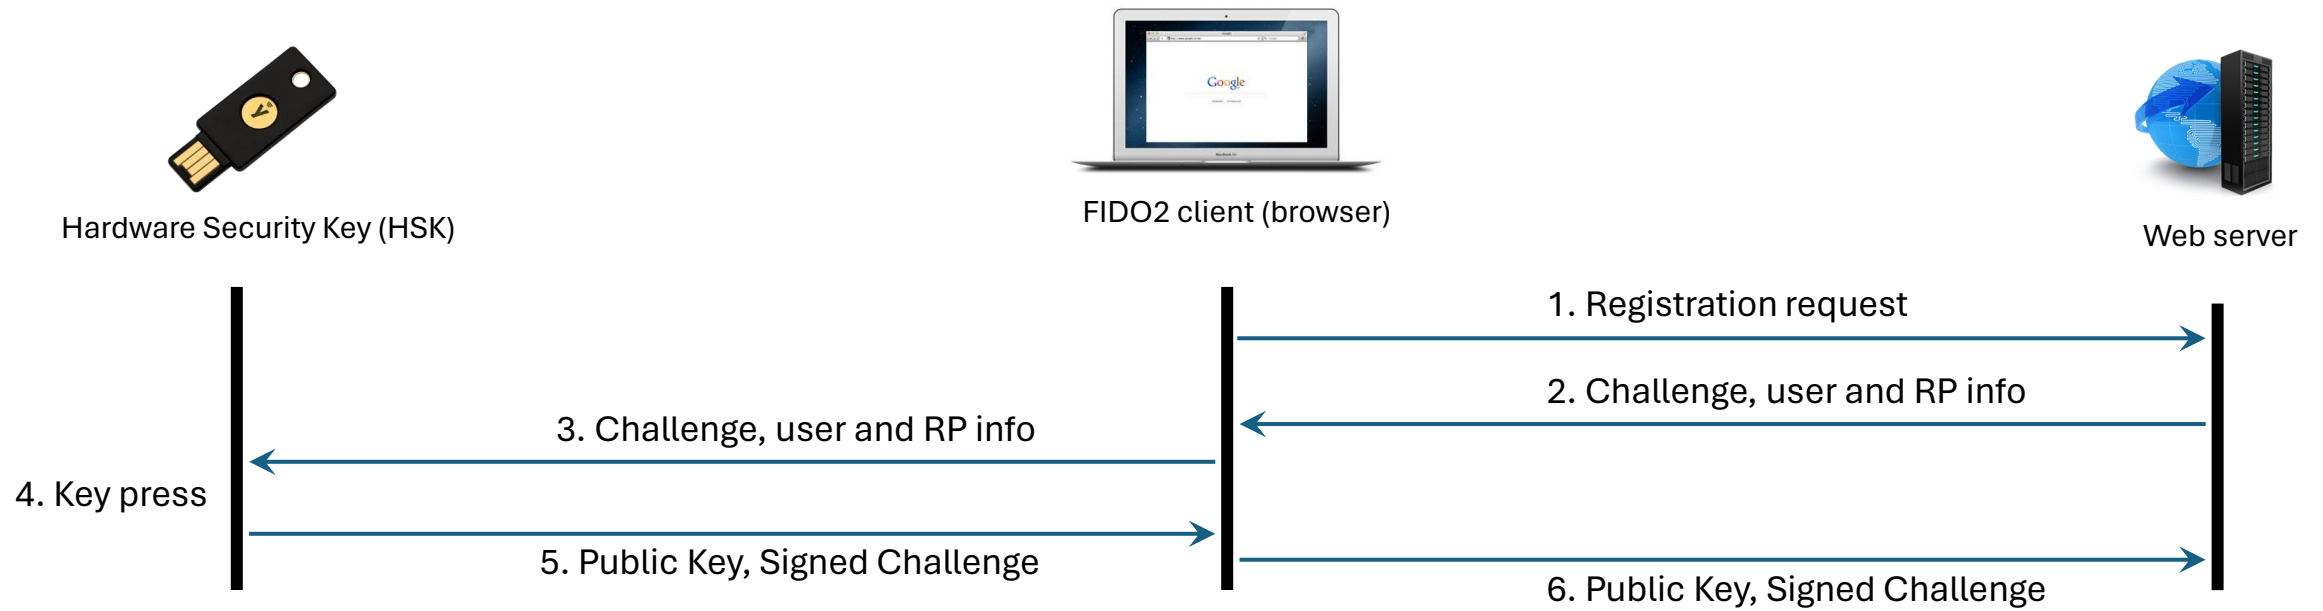 Google
Hardware Security Key (HSK)
FIDO2 client (browser)
Web server
1. Registration request
2. Challenge, user and RP info
3. Challenge, user and RP info
4. Key press
5. Public Key, Signed Challenge
6. Public Key, Signed Challenge